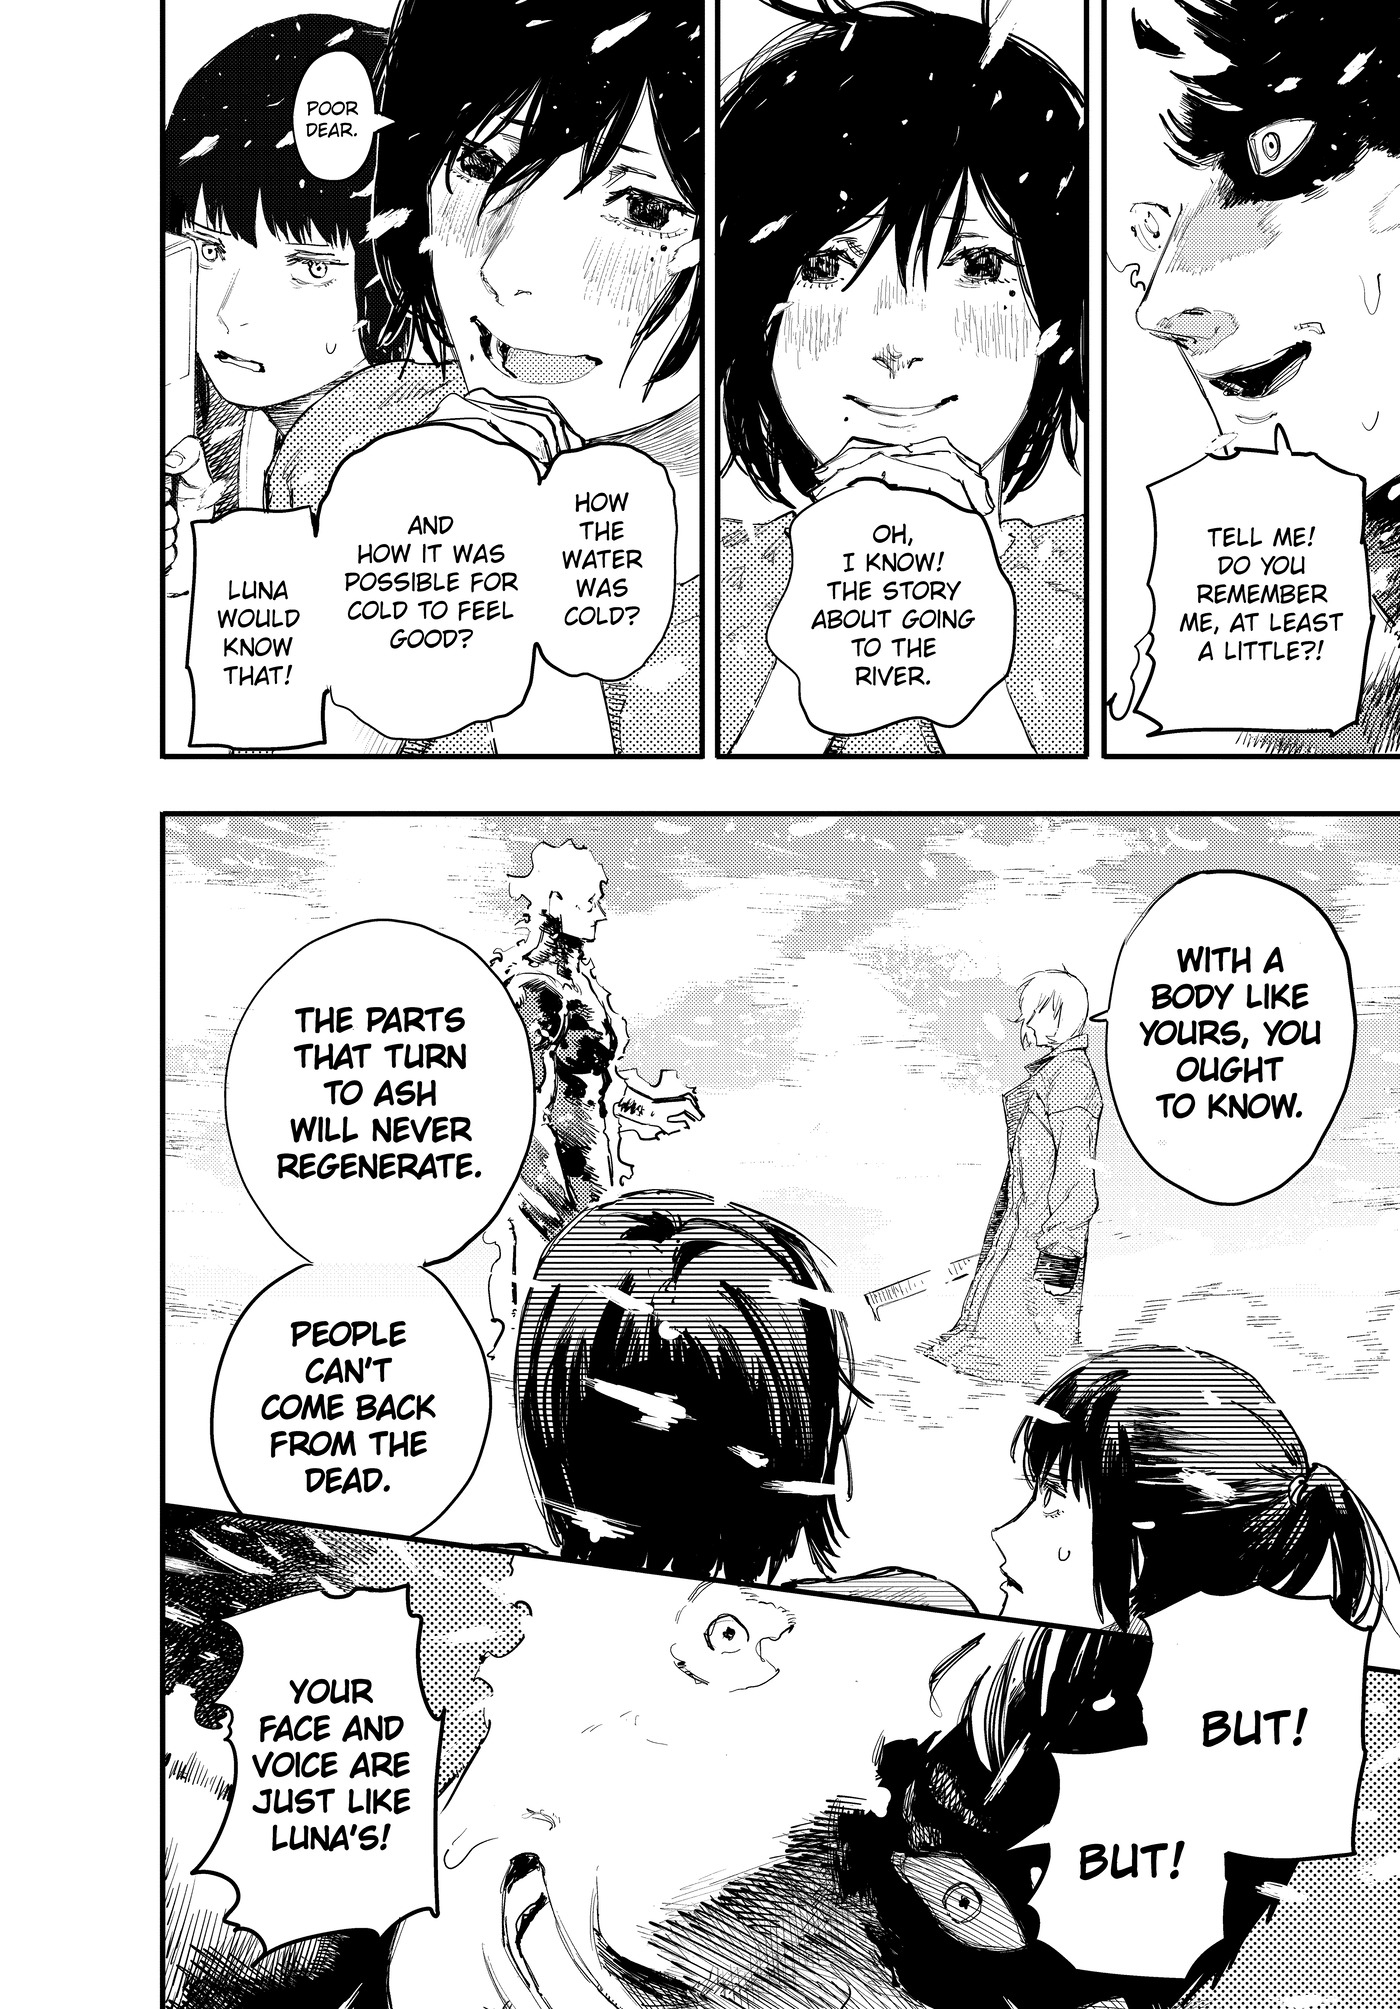 TELL ME!
DO YOU
REMEMBER
ME, AT LEAST
A LITTLE?!
OH,
I KNOW!
THE STORY
ABOUT GOING
TO THE
RIVER.
POOR
DEAR.
HOW
THE
WATER
WAS
COLD?
AND
HOW IT WAS
POSSIBLE FOR
COLD TO FEEL
GOOD?
LUNA
WOULD
KNOW
THAT!
WITH A
BODY LIKE
YOURS, YOU
OUGHT
TO KNOW.
THE PARTS
THAT TURN
TO ASH
WILL NEVER
REGENERATE.
PEOPLE
CAN'T
COME BACK
FROM THE
DEAD.
BUT!
BUT!
YOUR
FACE AND
VOICE ARE
JUST LIKE
LUNA'S!